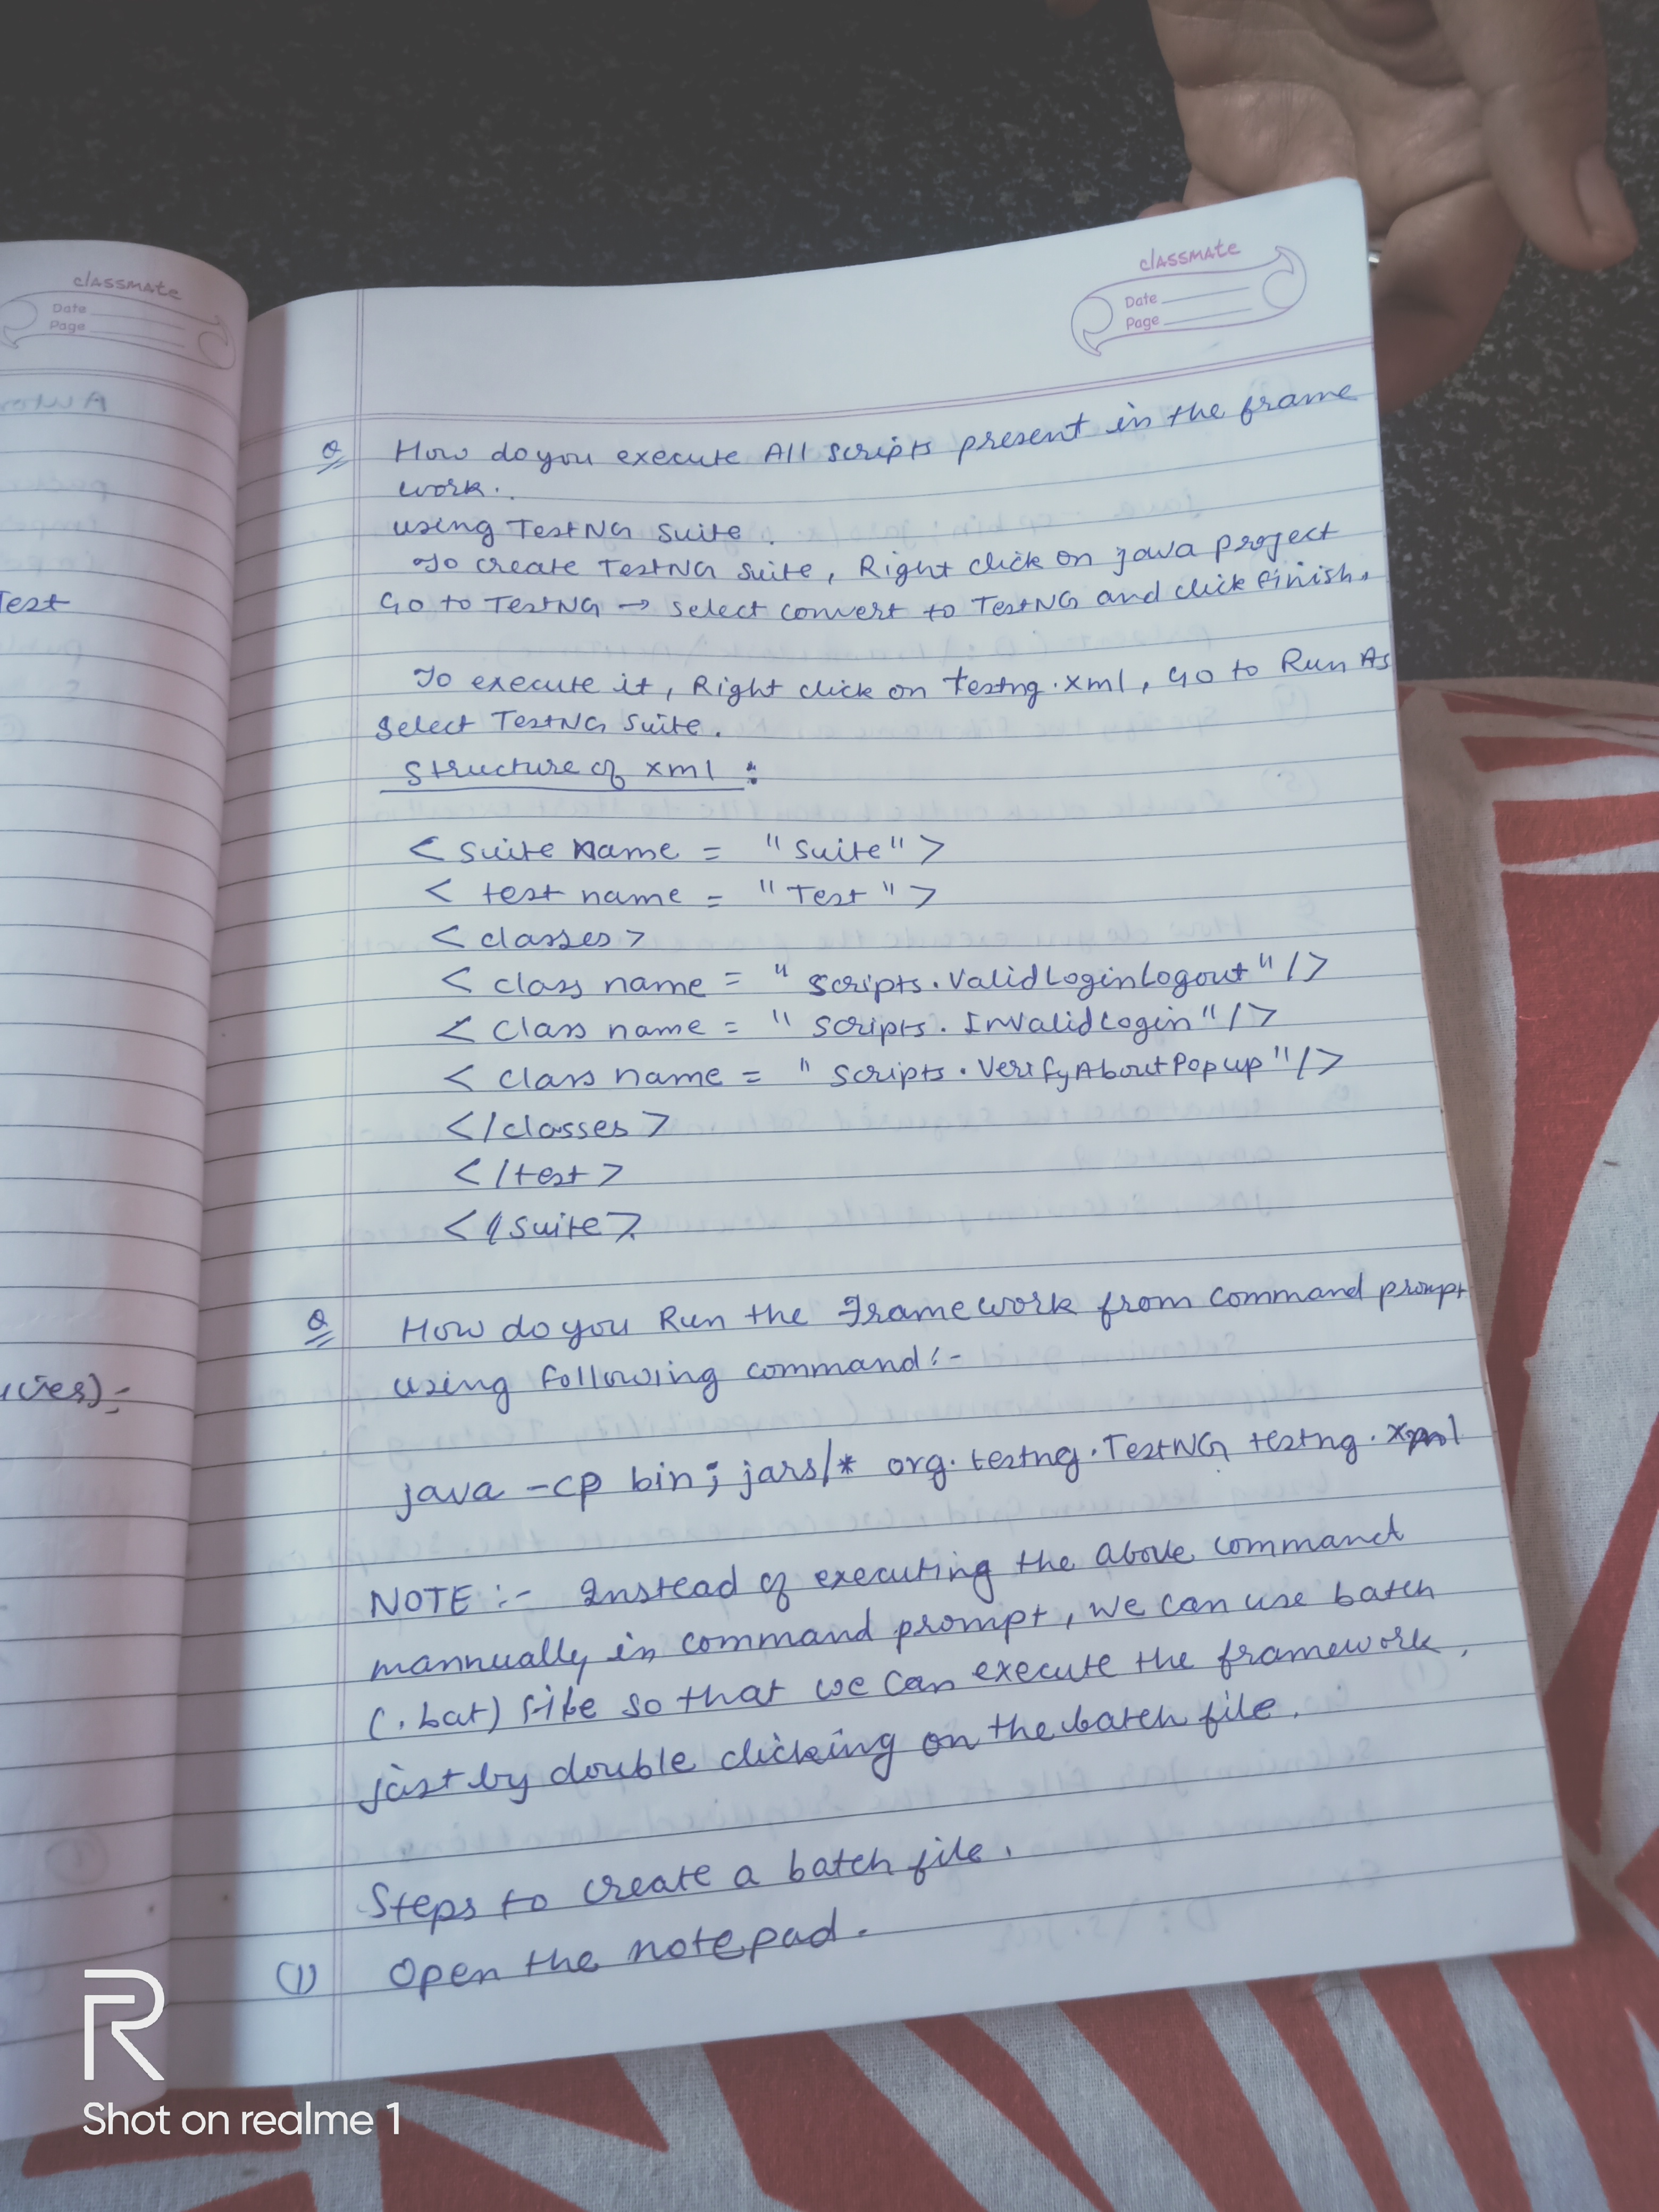 classmate
Date
Page
Test
classmate
Date
Page
Q How do you execute All scripts present in the frame
work..
using TestNG Suite.
To create TestNG Suite, Right click on java project
Go to TestNG → select convert to TestNG and click finish.
To execute it, Right click on testng.xml, Go to Run As
Select TestNG Suite.
Structure of xml :
< suite name = "Suite">
< test name = "Test">
< classes>
< class name = "scripts.ValidLoginLogout"/>
< class name = "scripts.InValidLogin"/>
< class name = "scripts.VerifyAboutPopup"/>
</classes>
</test>
</suite>
Q How do you Run the Framework from command prompt
using following command:-
java -cp bin; jars/* org.testng.TestNG testng.xml
NOTE :- Instead of executing the above command
mannually in command prompt, we can use batch
(.bat) file so that we can execute the framework,
just by double clicking on the batch file.
Steps to create a batch file.
(1) Open the notepad.
R
Shot on realme 1